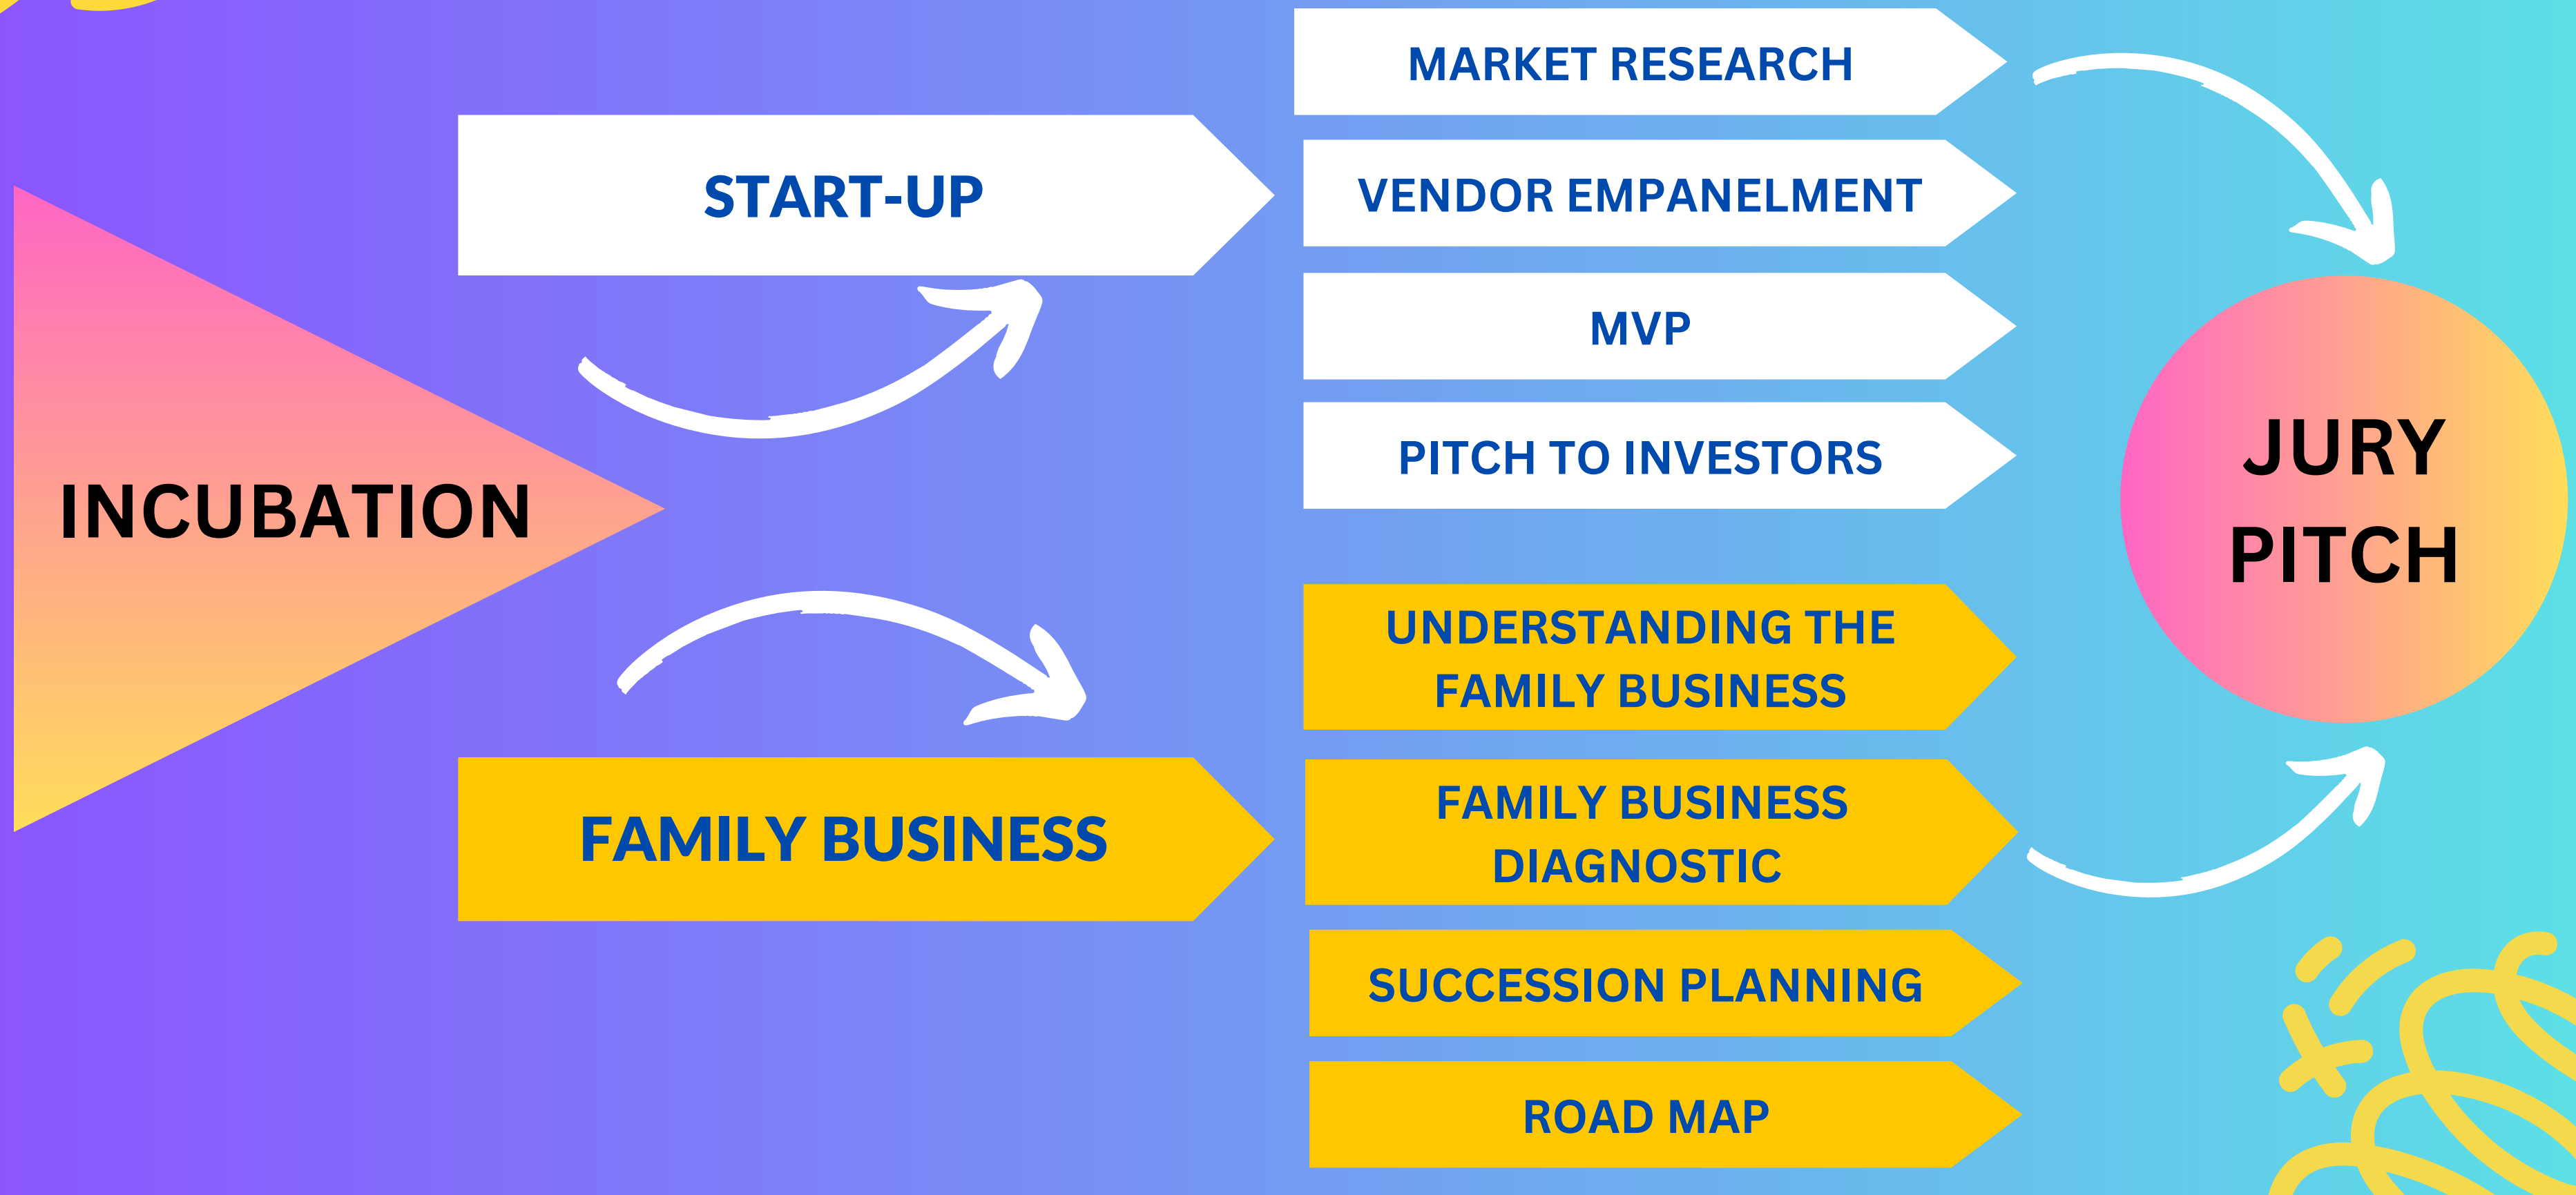 INCUBATION
START-UP
MARKET RESEARCH
VENDOR EMPANELMENT
MVP
PITCH TO INVESTORS
FAMILY BUSINESS
UNDERSTANDING THE
FAMILY BUSINESS
FAMILY BUSINESS
DIAGNOSTIC
SUCCESSION PLANNING
ROAD MAP
JURY
PITCH